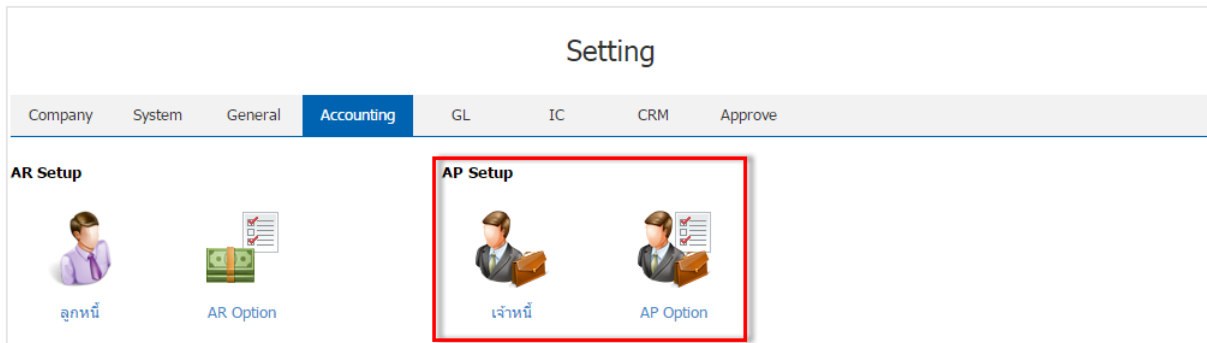 Setting
Company System General Accounting GL IC CRM Approve
AR Setup AP Setup
ลูกหนี้ AR Option เจ้าหนี้ AP Option